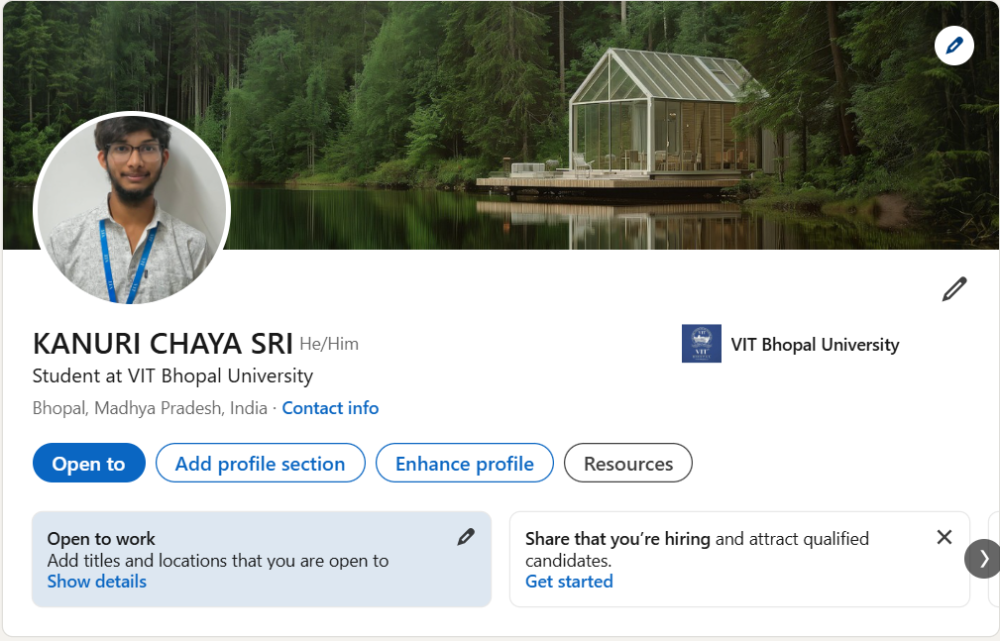 KANURI CHAYA SRI He/Him
Student at VIT Bhopal University
Bhopal, Madhya Pradesh, India · Contact info
VIT
VIT Bhopal University
Open to
Add profile section
Enhance profile
Resources
Open to work
Add titles and locations that you are open to
Show details
Share that you’re hiring and attract qualified
candidates.
Get started